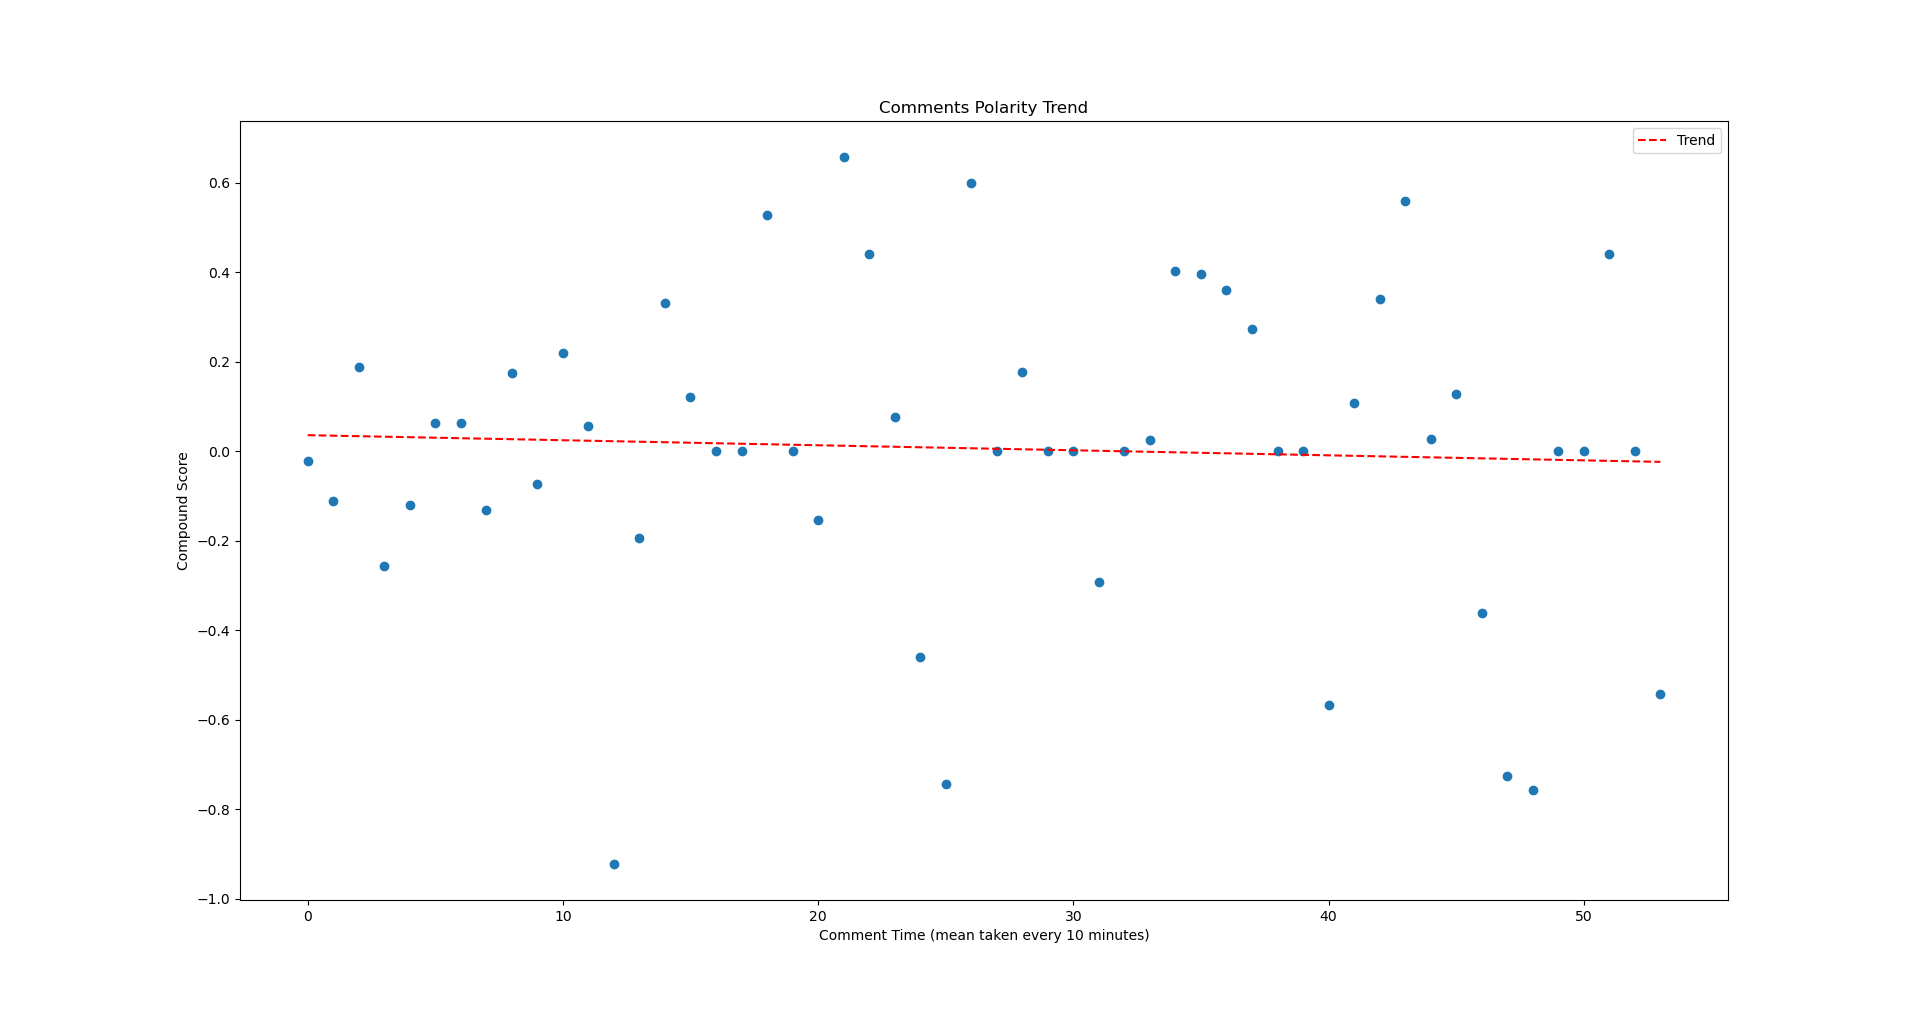 Comments Polarity Trend
Trend
0.6
0.4
0.2
0.0
−0.2
−0.4
−0.6
−0.8
−1.0
Compound Score
0 10 20 30 40 50
Comment Time (mean taken every 10 minutes)